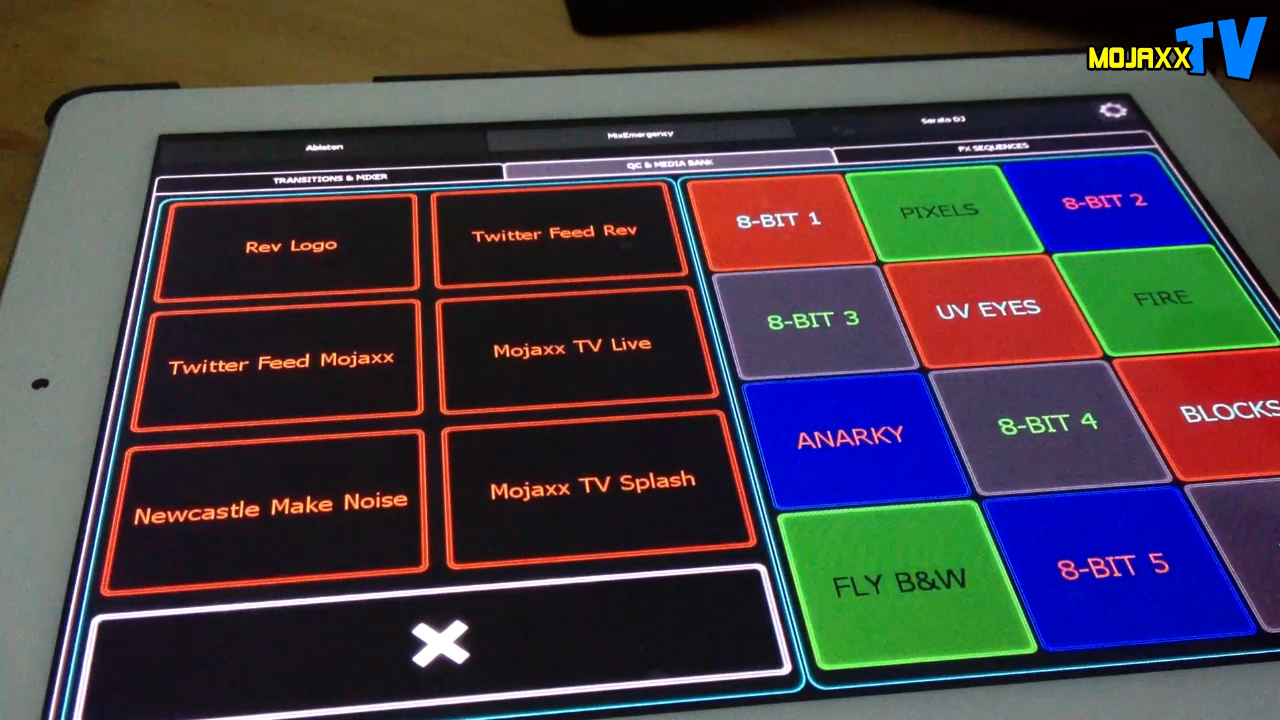 MOJAXX TV
Ableton
MixEmergency
Serato DJ
TRANSITIONS & MIXER
QC & MEDIA BANK
FX SEQUENCES
Rev Logo
Twitter Feed Rev
8-BIT 1
PIXELS
8-BIT 2
Twitter Feed Mojaxx
Mojaxx TV Live
8-BIT 3
UV EYES
FIRE
Newcastle Make Noise
Mojaxx TV Splash
ANARKY
8-BIT 4
BLOCKS
FLY B&W
8-BIT 5